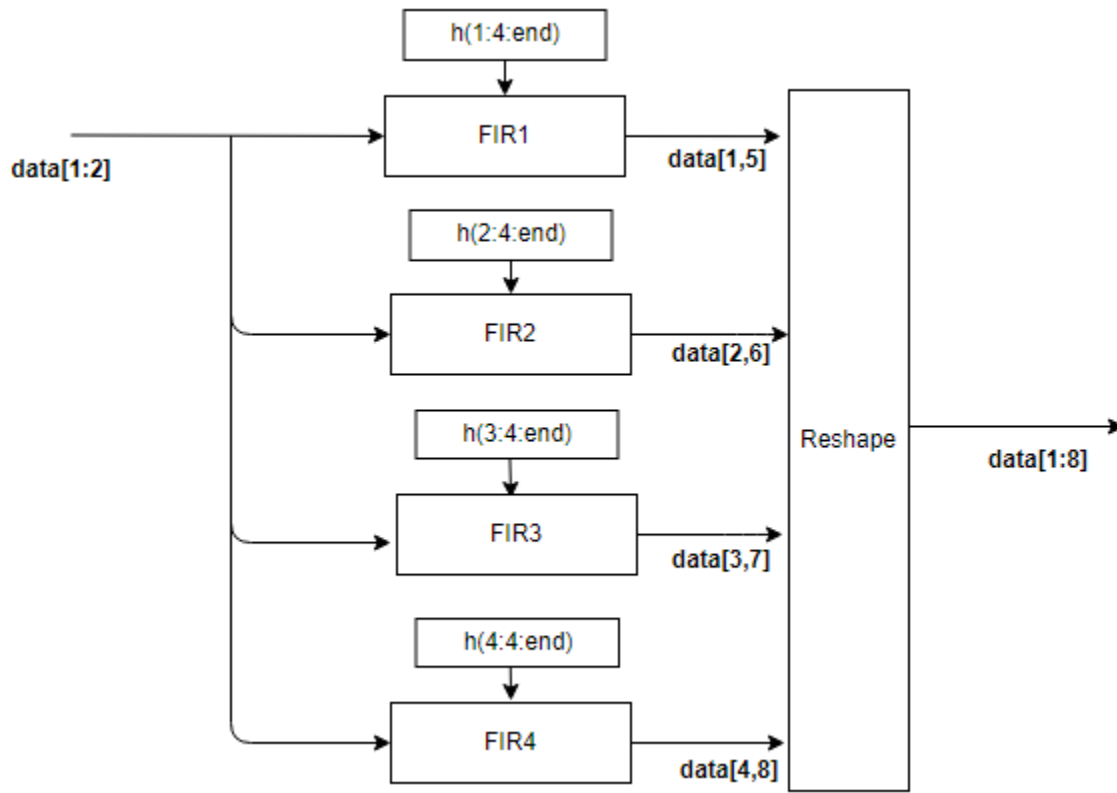 h(1:4:end)
FIR1
data[1:2]
data[1,5]
h(2:4:end)
FIR2
data[2,6]
h(3:4:end)
Reshape
data[1:8]
FIR3
data[3,7]
h(4:4:end)
FIR4
data[4,8]